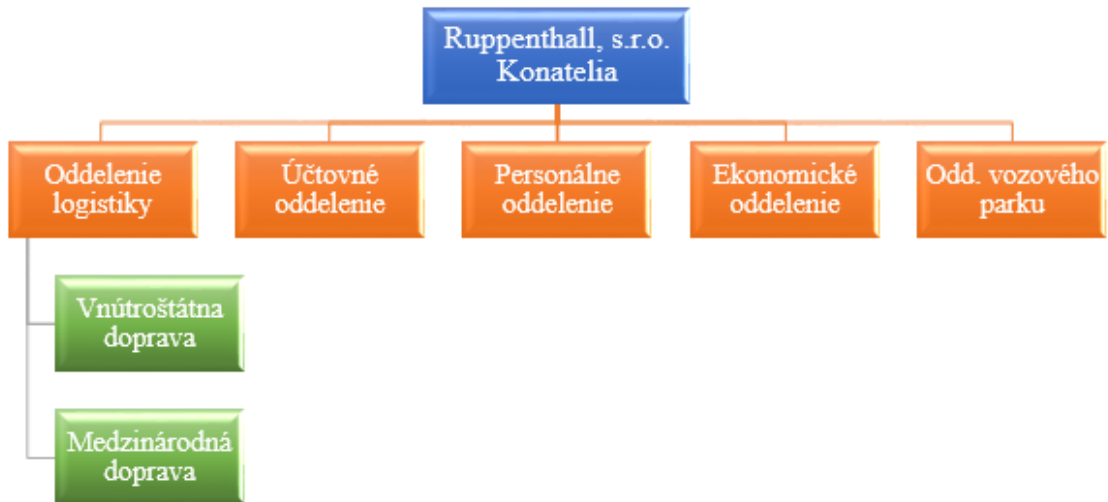 Ruppenthall, s.r.o.
Konatelia
Oddelenie
logistiky
Účtovné
oddelenie
Personálne
oddelenie
Ekonomické
oddelenie
Odd. vozového
parku
Vnútroštátna
doprava
Medzinárodná
doprava